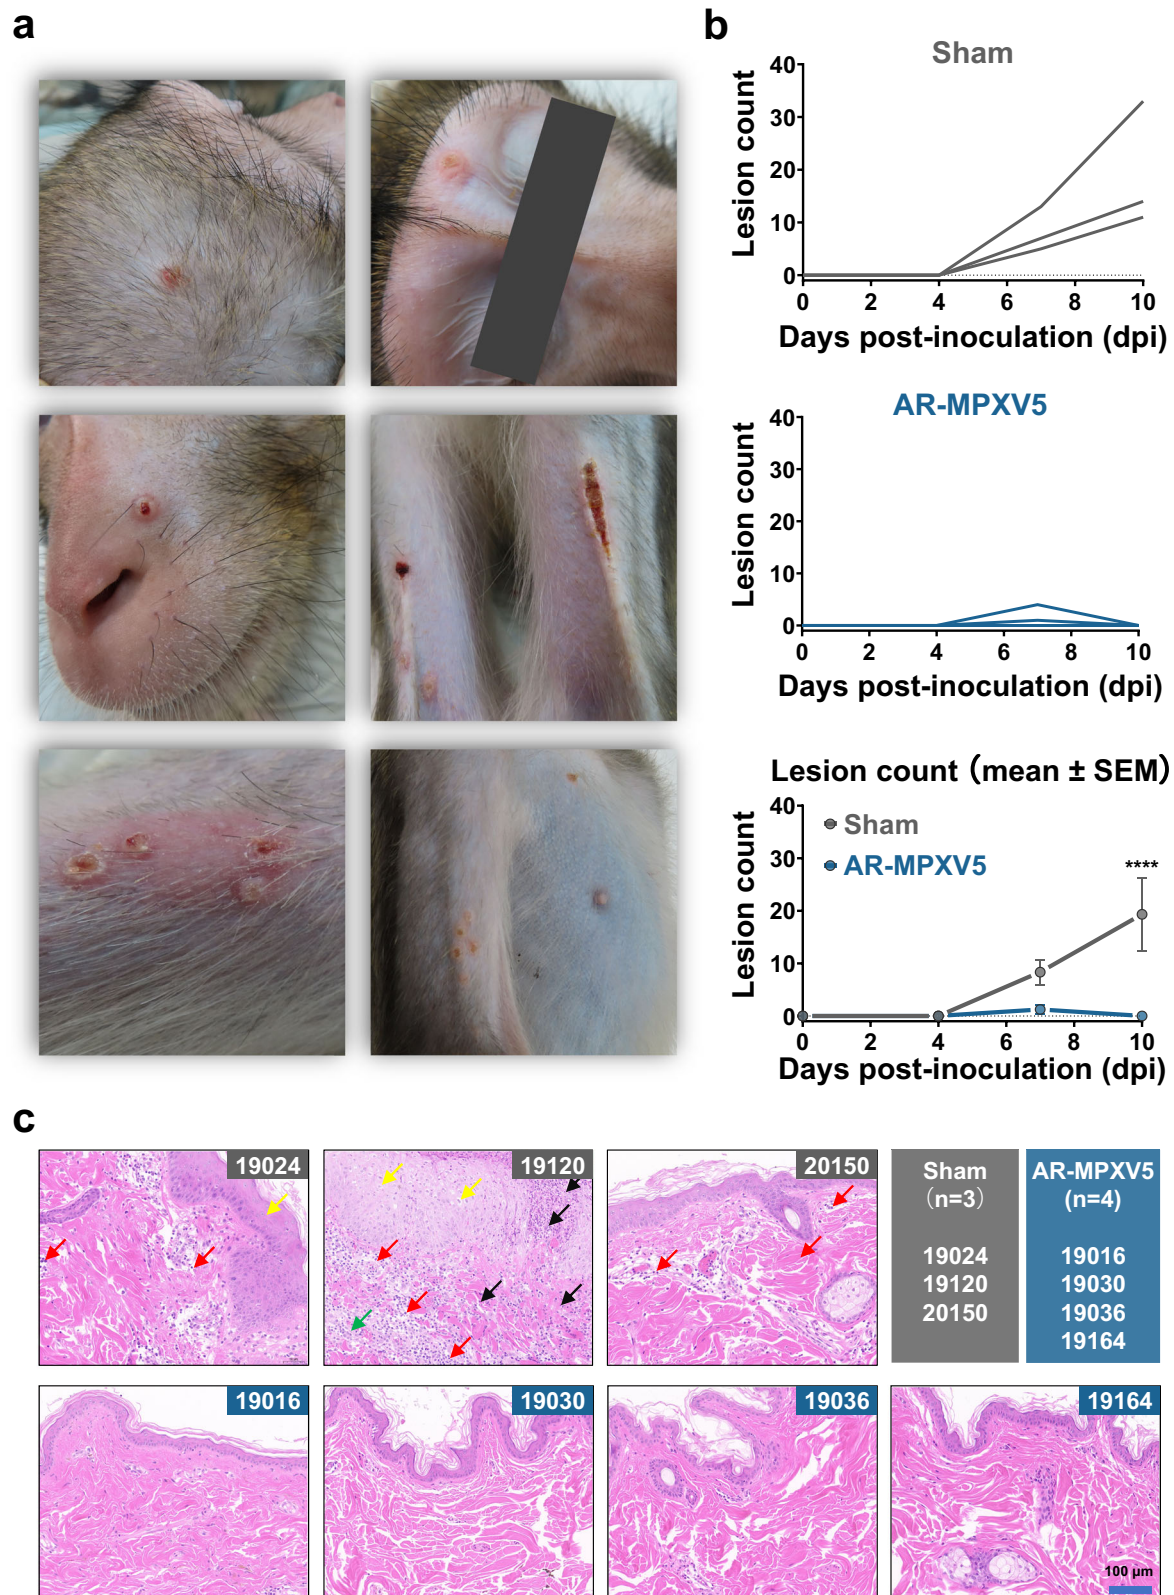 a
b
Sham
40
30
20
10
0
Lesion count
0 2 4 6 8 10
Days post-inoculation (dpi)
AR-MPXV5
40
30
20
10
0
Lesion count
0 2 4 6 8 10
Days post-inoculation (dpi)
Lesion count (mean ± SEM)
40
30
20
10
0
Lesion count
Sham
AR-MPXV5
****
0 2 4 6 8 10
Days post-inoculation (dpi)
c
19024
19120
20150
Sham
(n=3)
19024
19120
20150
AR-MPXV5
(n=4)
19016
19030
19036
19164
19016
19030
19036
19164
100 μm